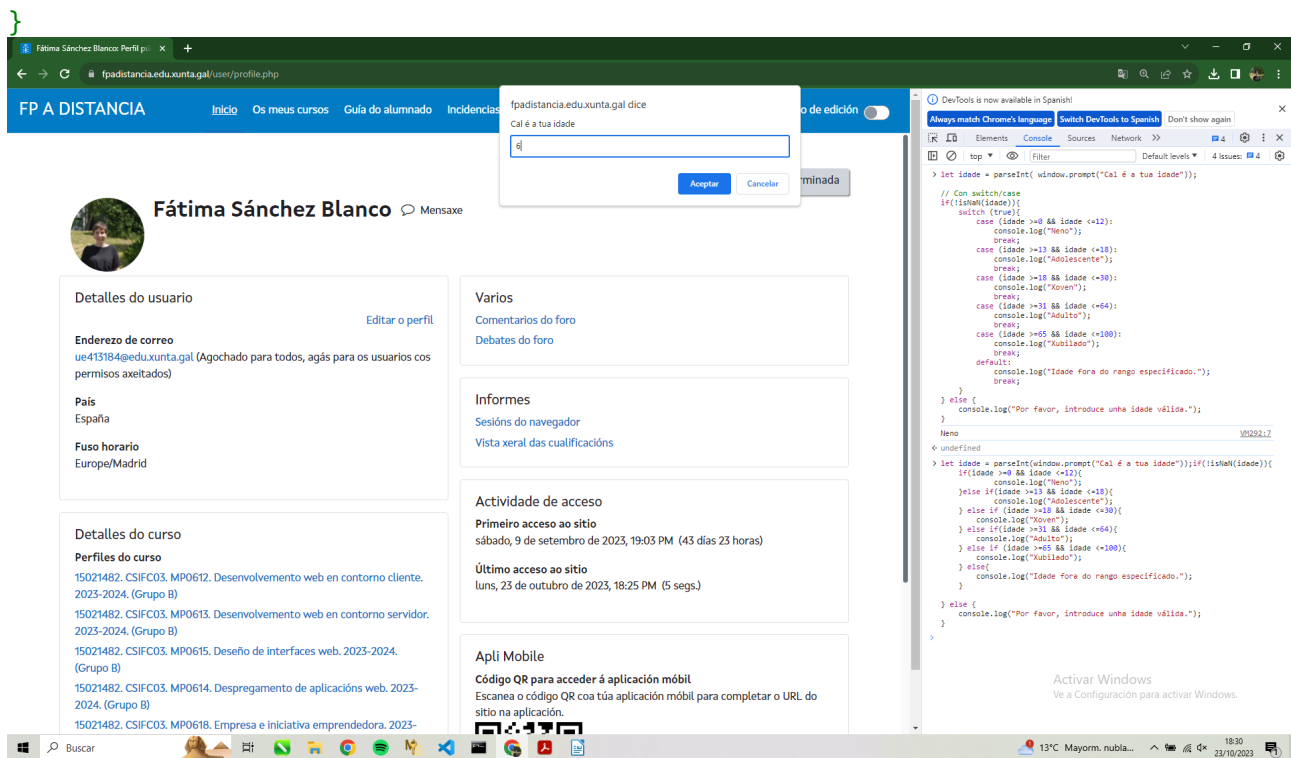 }
Fátima Sánchez Blanco: Perfil pú
fpadistancia.edu.xunta.gal/user/profile.php
FP A DISTANCIA
Inicio Os meus cursos Guía do alumnado Incidencias
o de edición
fpadistancia.edu.xunta.gal dice
Cal é a tua idade
6
Aceptar Cancelar
rminada
Fátima Sánchez Blanco Mensaxe
Detalles do usuario
Editar o perfil
Enderezo de correo
ue413184@edu.xunta.gal (Agochado para todos, agás para os usuarios cos
permisos axeitados)
País
España
Fuso horario
Europe/Madrid
Detalles do curso
Perfiles do curso
15021482. CSIFC03. MP0612. Desenvolvemento web en contorno cliente.
2023-2024. (Grupo B)
15021482. CSIFC03. MP0613. Desenvolvemento web en contorno servidor.
2023-2024. (Grupo B)
15021482. CSIFC03. MP0615. Deseño de interfaces web. 2023-2024.
(Grupo B)
15021482. CSIFC03. MP0614. Despregamento de aplicacións web. 2023-
2024. (Grupo B)
15021482. CSIFC03. MP0618. Empresa e iniciativa emprendedora. 2023-
Varios
Comentarios do foro
Debates do foro
Informes
Sesións do navegador
Vista xeral das cualificacións
Actividade de acceso
Primeiro acceso ao sitio
sábado, 9 de setembro de 2023, 19:03 PM (43 días 23 horas)
Último acceso ao sitio
luns, 23 de outubro de 2023, 18:25 PM (5 segs.)
Apli Mobile
Código QR para acceder á aplicación móbil
Escanea o código QR coa túa aplicación móbil para completar o URL do
sitio na aplicación.
DevTools is now available in Spanish!
Always match Chrome's language Switch DevTools to Spanish Don't show again
Elements Console Sources Network 4
top Filter Default levels 4 Issues: 4
> let idade = parseInt( window.prompt("Cal é a tua idade"));
// Con switch/case
if(!isNaN(idade)){
switch (true){
case (idade >=0 && idade <=12):
console.log("Neno");
break;
case (idade >=13 && idade <=18):
console.log("Adolescente");
break;
case (idade >=18 && idade <=30):
console.log("Xoven");
break;
case (idade >=31 && idade <=64):
console.log("Adulto");
break;
case (idade >=65 && idade <=100):
console.log("Xubilado");
break;
default:
console.log("Idade fora do rango especificado.");
break;
}
} else {
console.log("Por favor, introduce unha idade válida.");
}
Neno VM292:7
undefined
> let idade = parseInt(window.prompt("Cal é a tua idade"));if(!isNaN(idade)){
if(idade >=0 && idade <=12){
console.log("Neno");
}else if(idade >=13 && idade <=18){
console.log("Adolescente");
} else if (idade >=18 && idade <=30){
console.log("Xoven");
} else if(idade >=31 && idade <=64){
console.log("Adulto");
} else if (idade >=65 && idade <=100){
console.log("Xubilado");
} else{
console.log("Idade fora do rango especificado.");
}
} else {
console.log("Por favor, introduce unha idade válida.");
}
>
Activar Windows
Ve a Configuración para activar Windows.
Buscar
13°C Mayorm. nubla...
18:30
23/10/2023